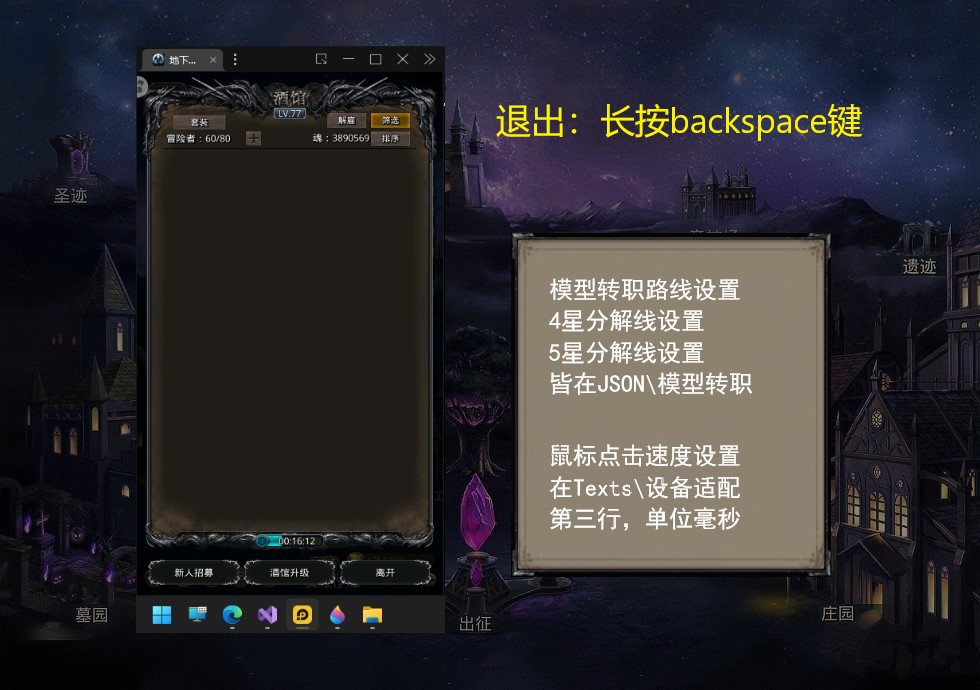 地下...
酒馆
LV.77
套装
解雇
筛选
冒险者：60/80
魂：3890569
排序
00:16:12
新人招募
酒馆升级
离开
退出：长按backspace键
圣迹
遗迹
模型转职路线设置
4星分解线设置
5星分解线设置
皆在JSON\模型转职
鼠标点击速度设置
在Texts\设备适配
第三行，单位毫秒
墓园
出征
庄园